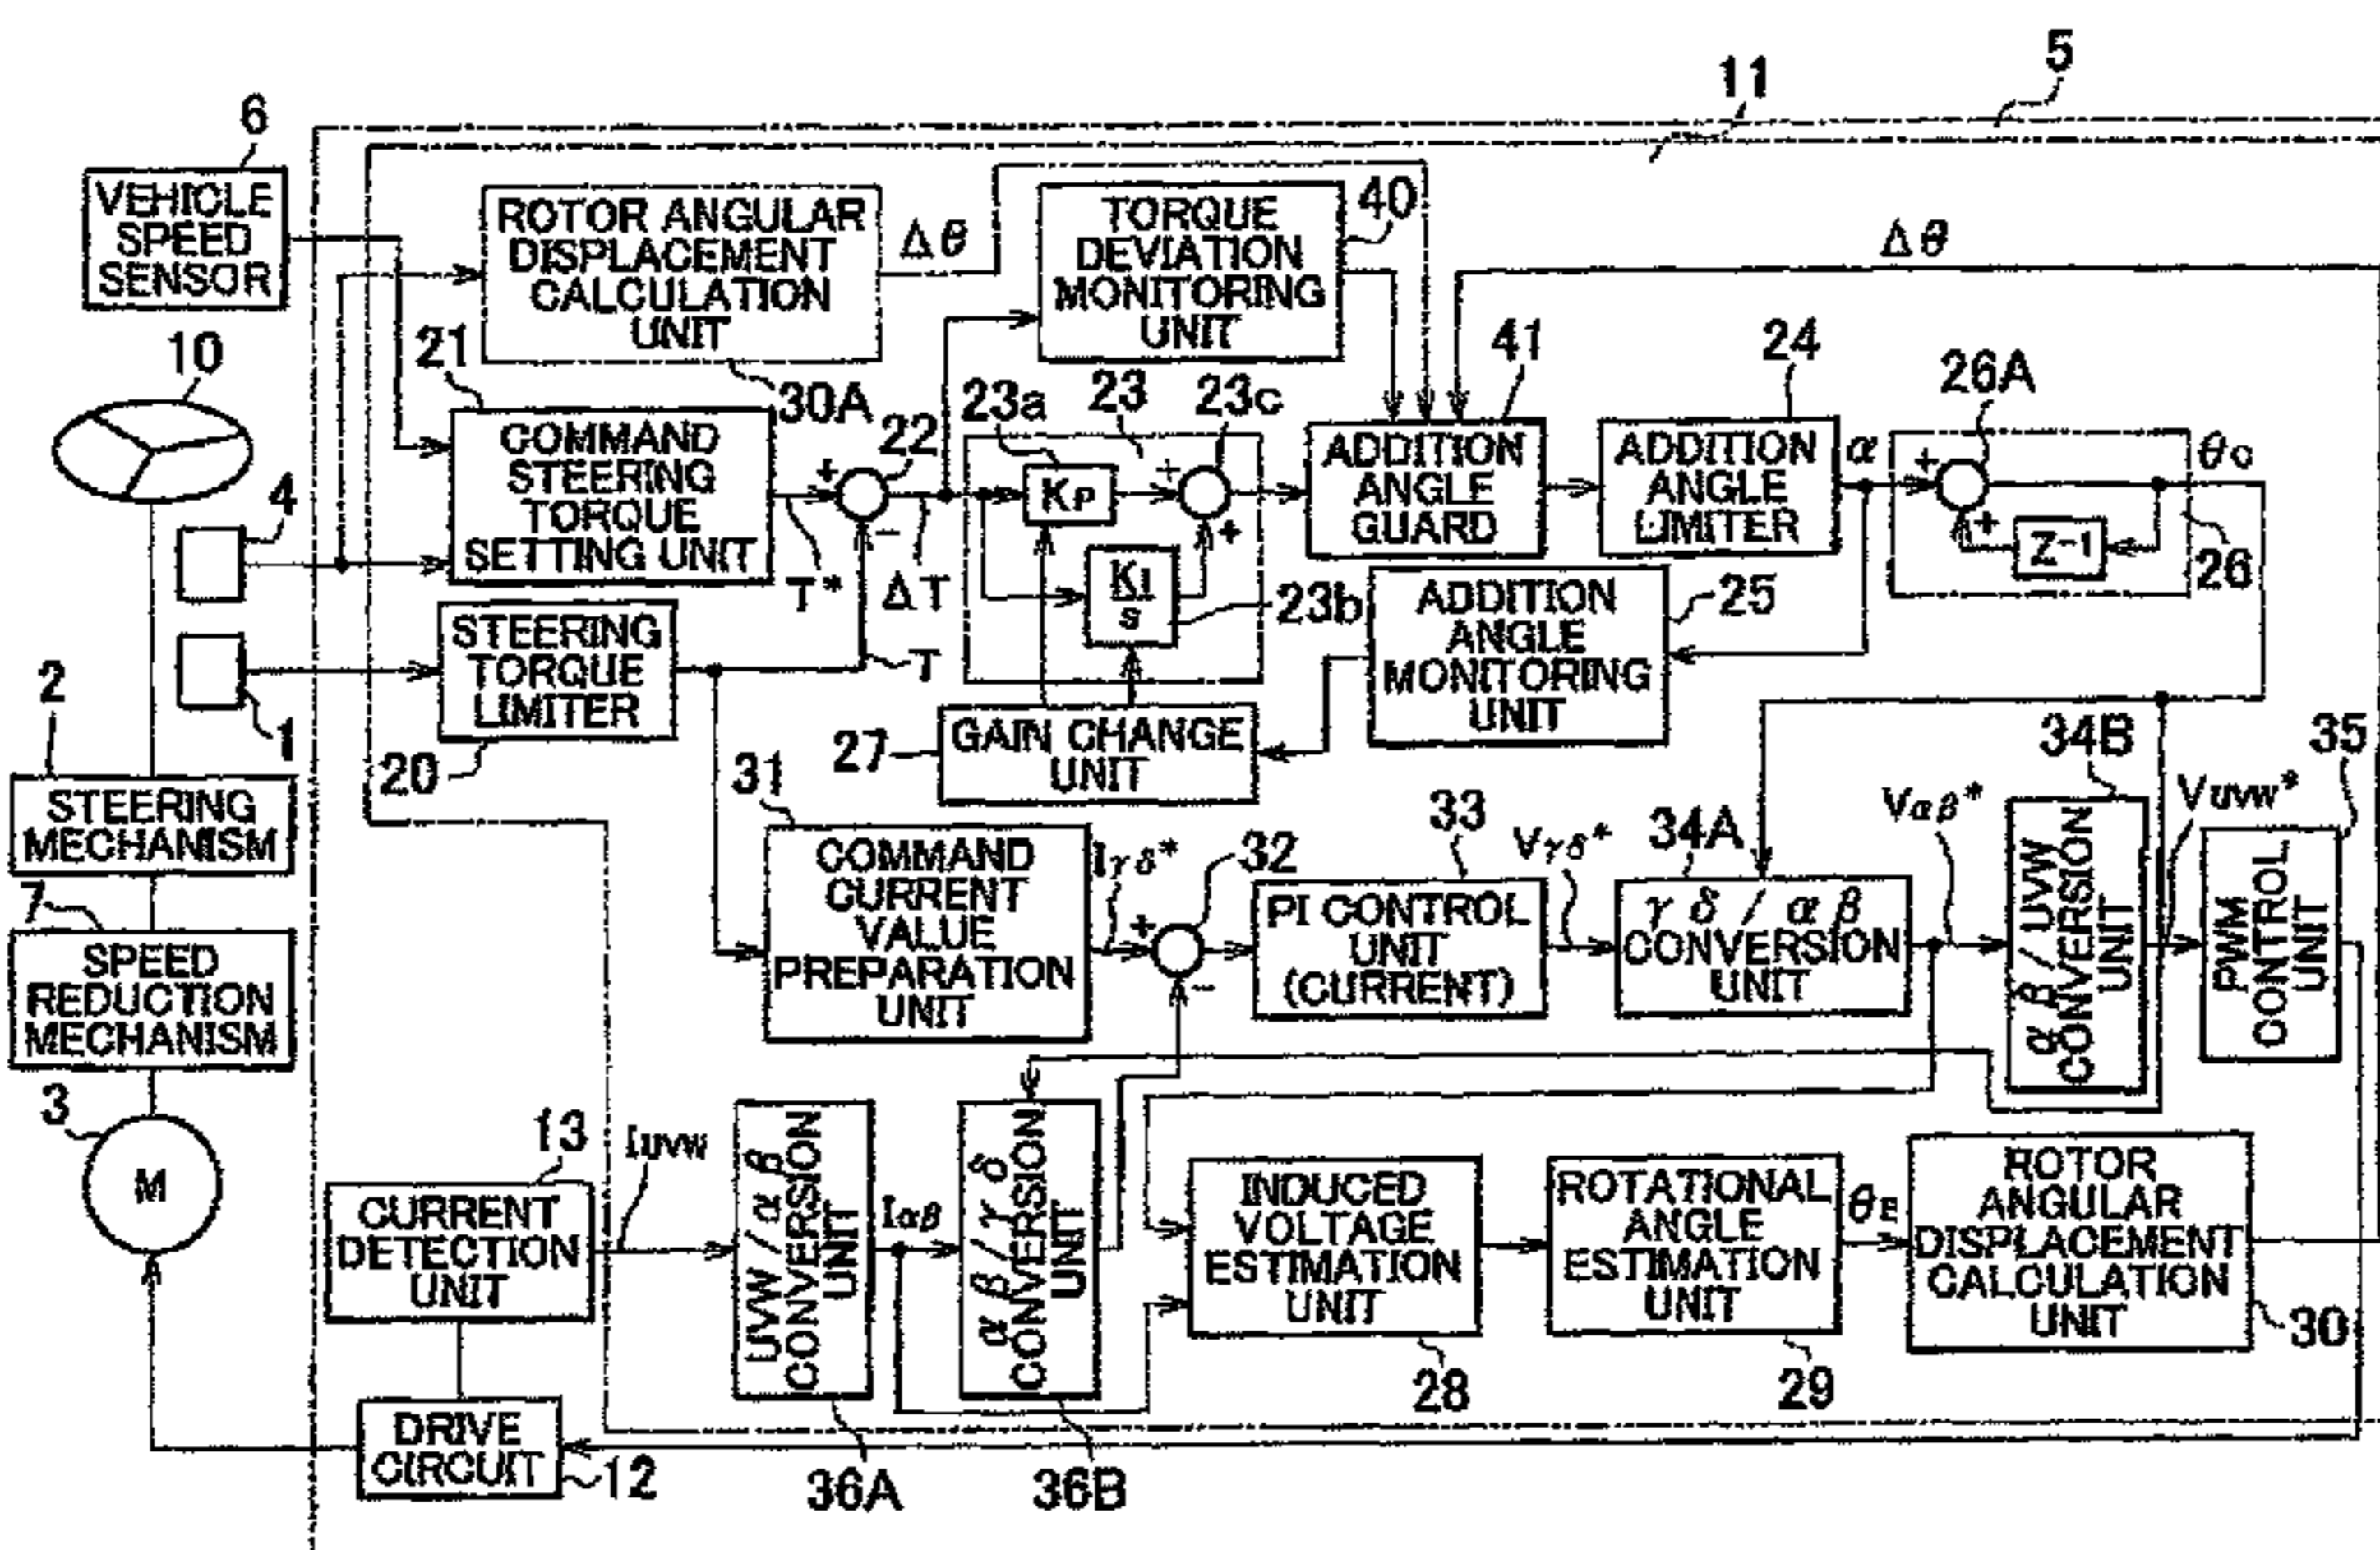 5
11
6
VEHICLE
SPEED
SENSOR
ROTOR ANGULAR
DISPLACEMENT
CALCULATION
UNIT
Δθ
TORQUE
DEVIATION
MONITORING
UNIT
40
Δθ
10
21
30A
23a
23
23c
41
24
26A
COMMAND
STEERING
TORQUE
SETTING UNIT
+
22
-
T*
ΔT
T
KP
+
+
KI
s
23b
ADDITION
ANGLE
GUARD
ADDITION
ANGLE
LIMITER
α
+
+
θC
Z-1
26
4
1
STEERING
TORQUE
LIMITER
20
ADDITION
ANGLE
MONITORING
UNIT
25
27
GAIN CHANGE
UNIT
2
STEERING
MECHANISM
7
SPEED
REDUCTION
MECHANISM
3
M
31
COMMAND
CURRENT
VALUE
PREPARATION
UNIT
Iγδ*
+
-
32
33
PI CONTROL
UNIT
(CURRENT)
Vγδ*
34A
γδ/αβ
CONVERSION
UNIT
Vαβ*
34B
αβ/UVW
CONVERSION
UNIT
VUVW*
35
PWM
CONTROL
UNIT
13
CURRENT
DETECTION
UNIT
IUVW
UVW/αβ
CONVERSION
UNIT
36A
Iαβ
αβ/γδ
CONVERSION
UNIT
36B
INDUCED
VOLTAGE
ESTIMATION
UNIT
28
ROTATIONAL
ANGLE
ESTIMATION
UNIT
29
θE
ROTOR
ANGULAR
DISPLACEMENT
CALCULATION
UNIT
30
DRIVE
CIRCUIT
12